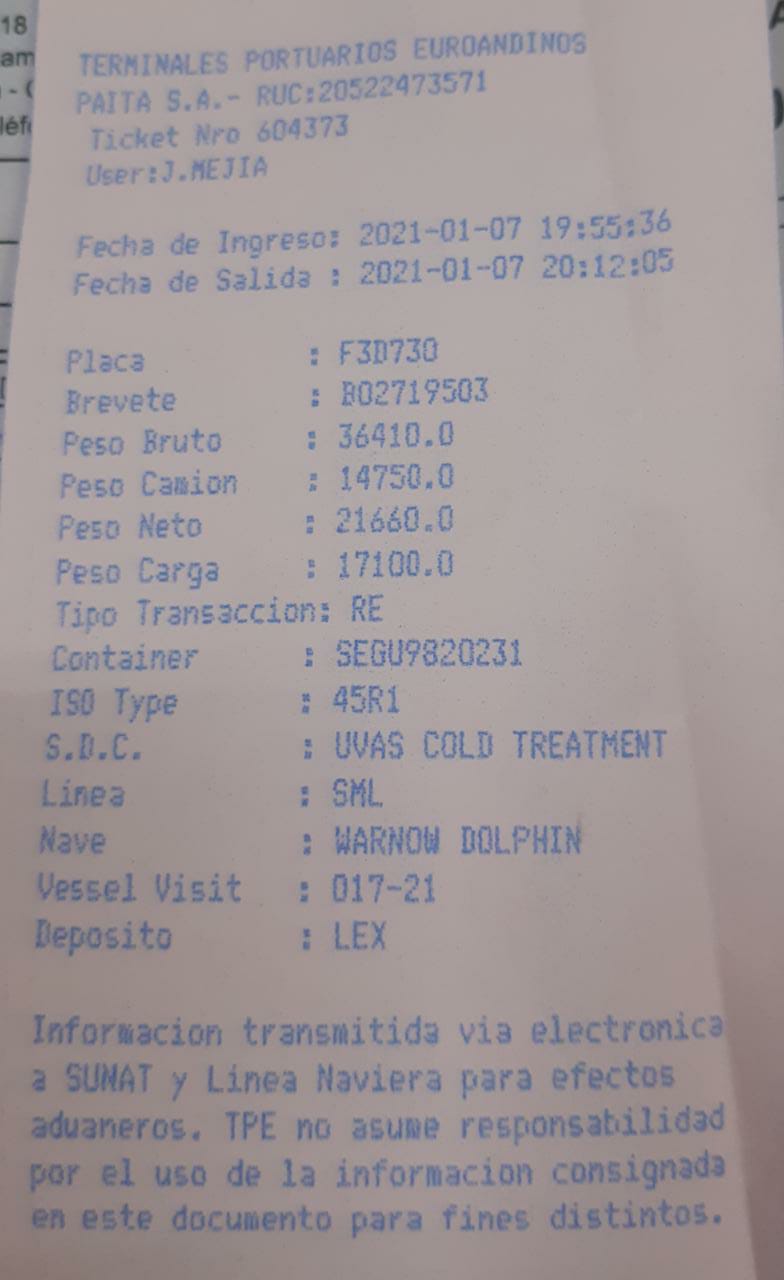 18
am
TERMINALES PORTUARIOS EUROANDINOS
PAITA S.A.- RUC:20522473571
Ticket Nro 604373
User:J.MEJIA
Fecha de Ingreso: 2021-01-07 19:55:36
Fecha de Salida : 2021-01-07 20:12:05
Placa : F3D730
Brevete : B02719503
Peso Bruto : 36410.0
Peso Camion : 14750.0
Peso Neto : 21660.0
Peso Carga : 17100.0
Tipo Transaccion: RE
Container : SEGU9820231
ISO Type : 45R1
S.D.C. : UVAS COLD TREATMENT
Linea : SML
Nave : WARNOW DOLPHIN
Vessel Visit : 017-21
Deposito : LEX
Informacion transmitida via electronica
a SUNAT y Linea Naviera para efectos
aduaneros. TPE no asume responsabilidad
por el uso de la informacion consignada
en este documento para fines distintos.